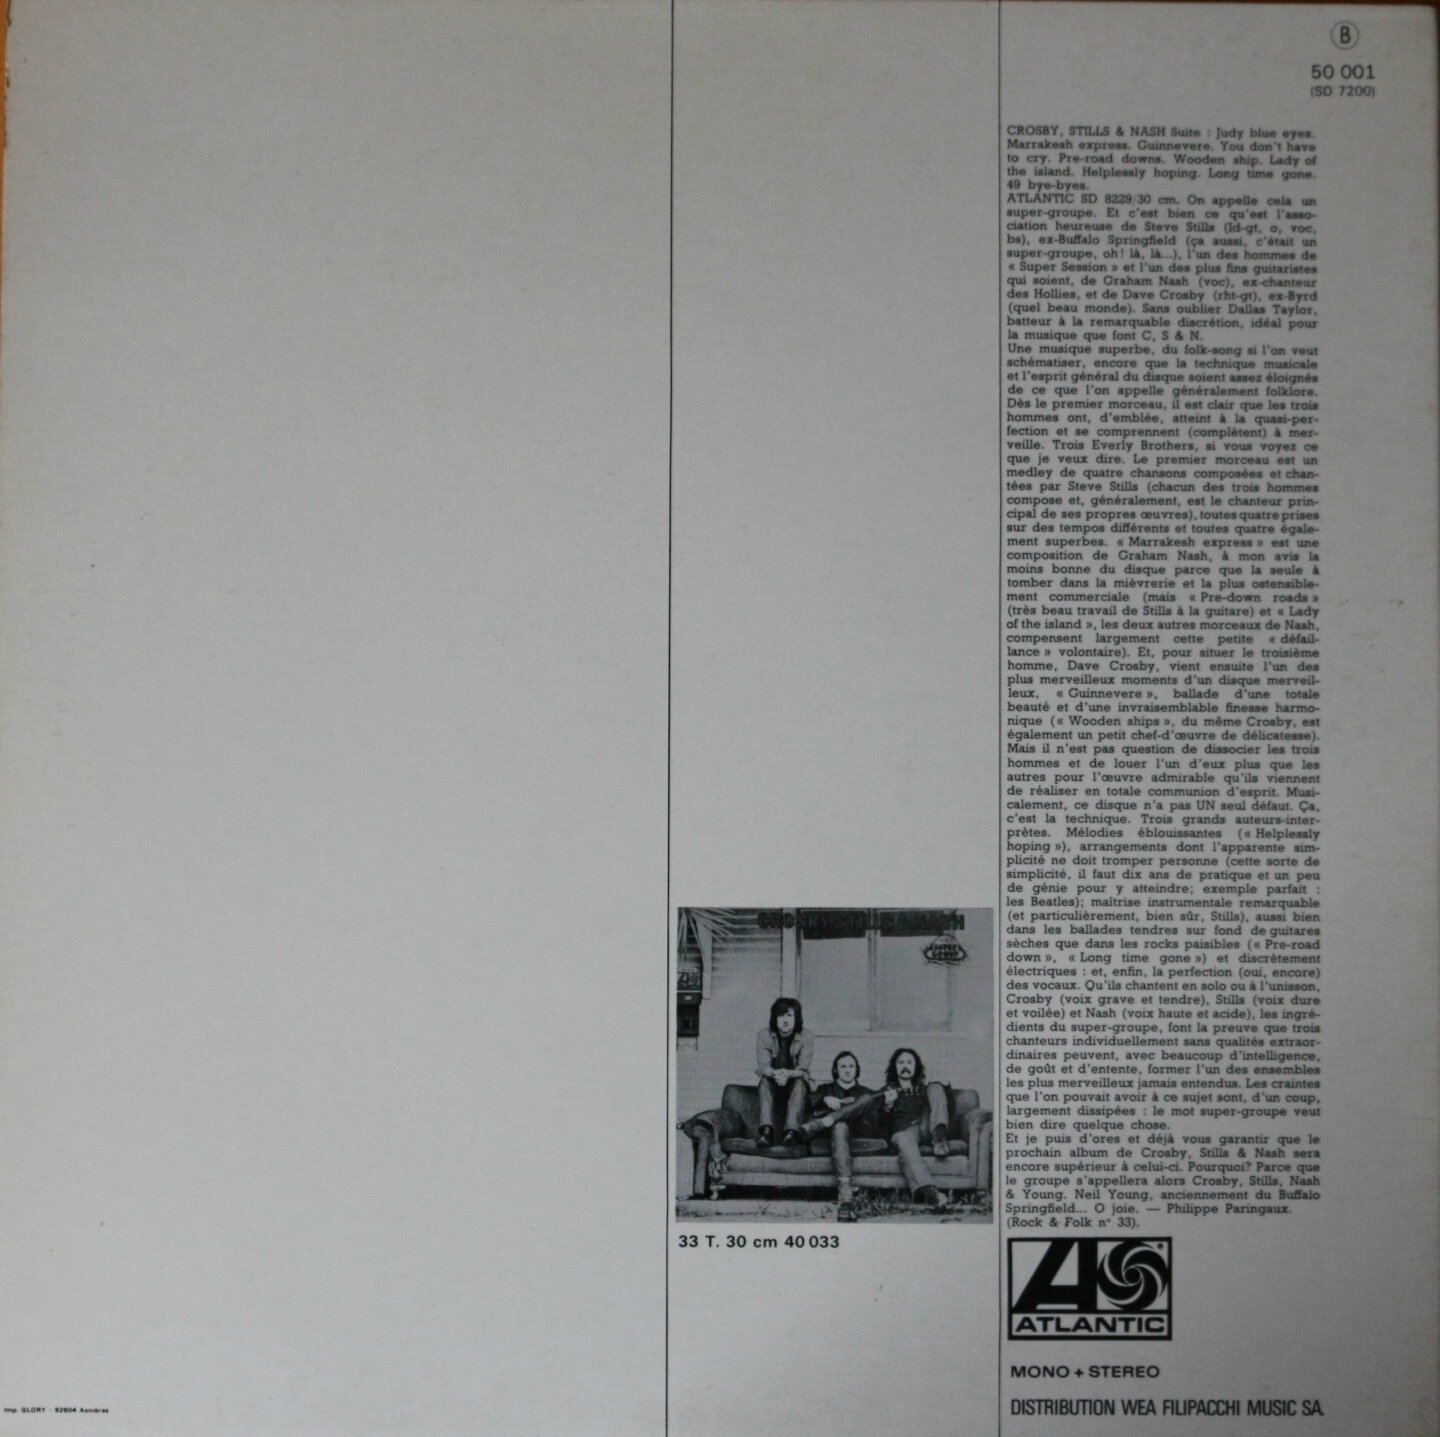 B
50 001
(SD 7200)
CROSBY, STILLS & NASH Suite : Judy blue eyes.
Marrakesh express. Guinnevere. You don't have
to cry. Pre-road downs. Wooden ship. Lady of
the island. Helplessly hoping. Long time gone.
49 bye-byes.
ATLANTIC SD 8229/30 cm. On appelle cela un
super-groupe. Et c'est bien ce qu'est l'asso-
ciation heureuse de Steve Stills (ld-gt, o, voc,
bs), ex-Buffalo Springfield (ça aussi, c'était un
super-groupe, oh! là, là...), l'un des hommes de
« Super Session » et l'un des plus fins guitaristes
qui soient, de Graham Nash (voc), ex-chanteur
des Hollies, et de Dave Crosby (rht-gt), ex-Byrd
(quel beau monde). Sans oublier Dallas Taylor,
batteur à la remarquable discrétion, idéal pour
la musique que font C, S & N.
Une musique superbe, du folk-song si l'on veut
schématiser, encore que la technique musicale
et l'esprit général du disque soient assez éloignés
de ce que l'on appelle généralement folklore.
Dès le premier morceau, il est clair que les trois
hommes ont, d'emblée, atteint à la quasi-per-
fection et se comprennent (complètent) à mer-
veille. Trois Everly Brothers, si vous voyez ce
que je veux dire. Le premier morceau est un
medley de quatre chansons composées et chan-
tées par Steve Stills (chacun des trois hommes
compose et, généralement, est le chanteur prin-
cipal de ses propres œuvres), toutes quatre prises
sur des tempos différents et toutes quatre égale-
ment superbes. « Marrakesh express » est une
composition de Graham Nash, à mon avis la
moins bonne du disque parce que la seule à
tomber dans la mièvrerie et la plus ostensible-
ment commerciale (mais « Pre-down roads »
(très beau travail de Stills à la guitare) et « Lady
of the island », les deux autres morceaux de Nash,
compensent largement cette petite « défail-
lance » volontaire). Et, pour situer le troisième
homme, Dave Crosby, vient ensuite l'un des
plus merveilleux moments d'un disque merveil-
leux, « Guinnevere », ballade d'une totale
beauté et d'une invraisemblable finesse harmo-
nique (« Wooden ships », du même Crosby, est
également un petit chef-d'œuvre de délicatesse).
Mais il n'est pas question de dissocier les trois
hommes et de louer l'un d'eux plus que les
autres pour l'œuvre admirable qu'ils viennent
de réaliser en totale communion d'esprit. Musi-
calement, ce disque n'a pas UN seul défaut. Ça,
c'est la technique. Trois grands auteurs-inter-
prètes. Mélodies éblouissantes (« Helplessly
hoping »), arrangements dont l'apparente sim-
plicité ne doit tromper personne (cette sorte de
simplicité, il faut dix ans de pratique et un peu
de génie pour y atteindre; exemple parfait :
les Beatles); maîtrise instrumentale remarquable
(et particulièrement, bien sûr, Stills), aussi bien
dans les ballades tendres sur fond de guitares
sèches que dans les rocks paisibles (« Pre-road
down », « Long time gone ») et discrètement
électriques : et, enfin, la perfection (oui, encore)
des vocaux. Qu'ils chantent en solo ou à l'unisson,
Crosby (voix grave et tendre), Stills (voix dure
et voilée) et Nash (voix haute et acide), les ingré-
dients du super-groupe, font la preuve que trois
chanteurs individuellement sans qualités extraor-
dinaires peuvent, avec beaucoup d'intelligence,
de goût et d'entente, former l'un des ensembles
les plus merveilleux jamais entendus. Les craintes
que l'on pouvait avoir à ce sujet sont, d'un coup,
largement dissipées : le mot super-groupe veut
bien dire quelque chose.
Et je puis d'ores et déjà vous garantir que le
prochain album de Crosby, Stills & Nash sera
encore supérieur à celui-ci. Pourquoi? Parce que
le groupe s'appellera alors Crosby, Stills, Nash
& Young. Neil Young, anciennement du Buffalo
Springfield... O joie. — Philippe Paringaux.
(Rock & Folk n° 33).
CROSBY, STILLS & NASH
SUPER
GROUP
33 T. 30 cm 40 033
ATLANTIC
MONO + STEREO
DISTRIBUTION WEA FILIPACCHI MUSIC SA
Imp. GLORY - 92604 Asnières